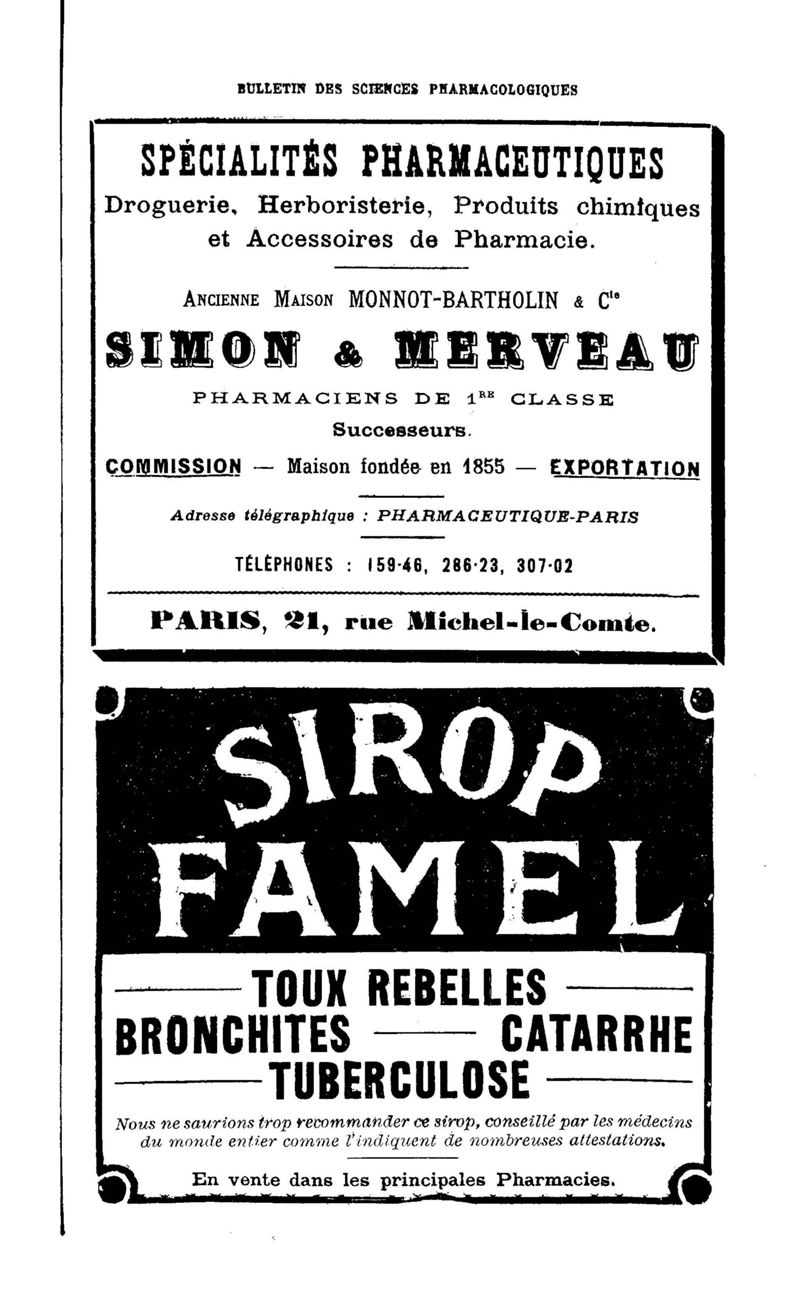 BULLETIN DES SCIENCES PHARMACOLOGIQUES
SPÉCIALITÉS PHARMACEUTIQUES
Droguerie, Herboristerie, Produits chimiques
et Accessoires de Pharmacie.
ANCIENNE MAISON MONNOT-BARTHOLIN & Cie
SIMON & MERVEAU
PHARMACIENS DE 1RE CLASSE
Successeurs.
COMMISSION — Maison fondée en 1855 — EXPORTATION
Adresse télégraphique : PHARMACEUTIQUE-PARIS
TÉLÉPHONES : 159-46, 286-23, 307-02
PARIS, 21, rue Michel-le-Comte.
SIROP
FAMEL
TOUX REBELLES
BRONCHITES — CATARRHE
TUBERCULOSE
Nous ne saurions trop recommander ce sirop, conseillé par les médecins
du monde entier comme l'indiquent de nombreuses attestations.
En vente dans les principales Pharmacies.